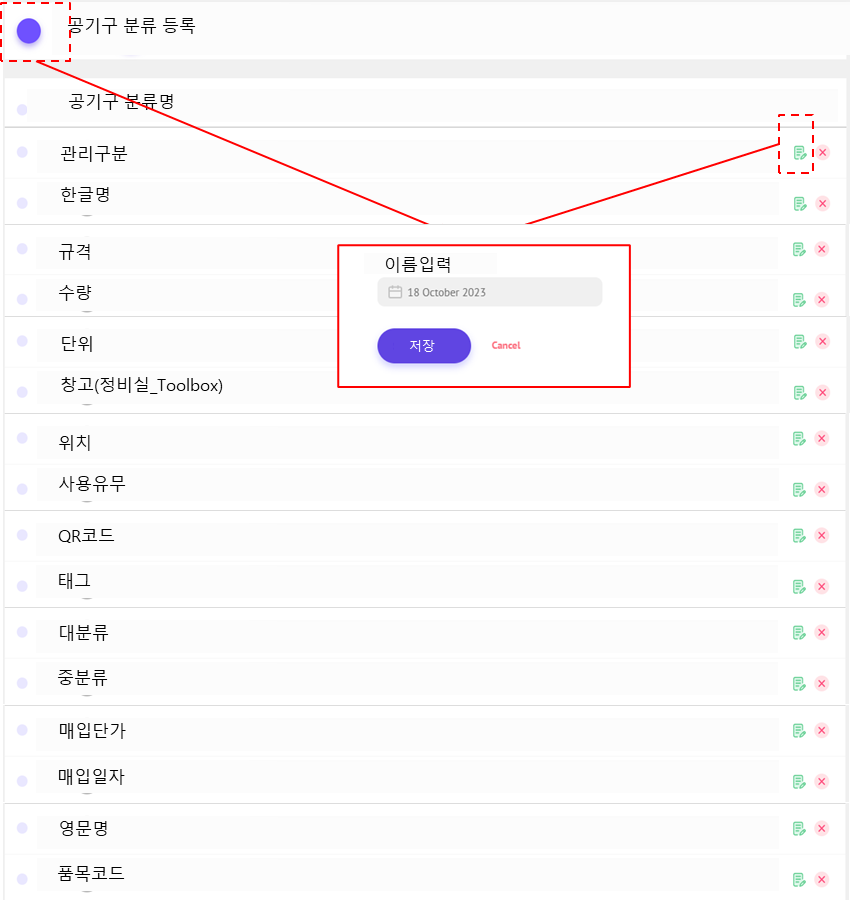 공기구 분류 등록
공기구 분류명
관리구분
한글명
규격
이름입력
18 October 2023
수량
단위
저장
Cancel
창고(정비실_Toolbox)
위치
사용유무
QR코드
태그
대분류
중분류
매입단가
매입일자
영문명
품목코드